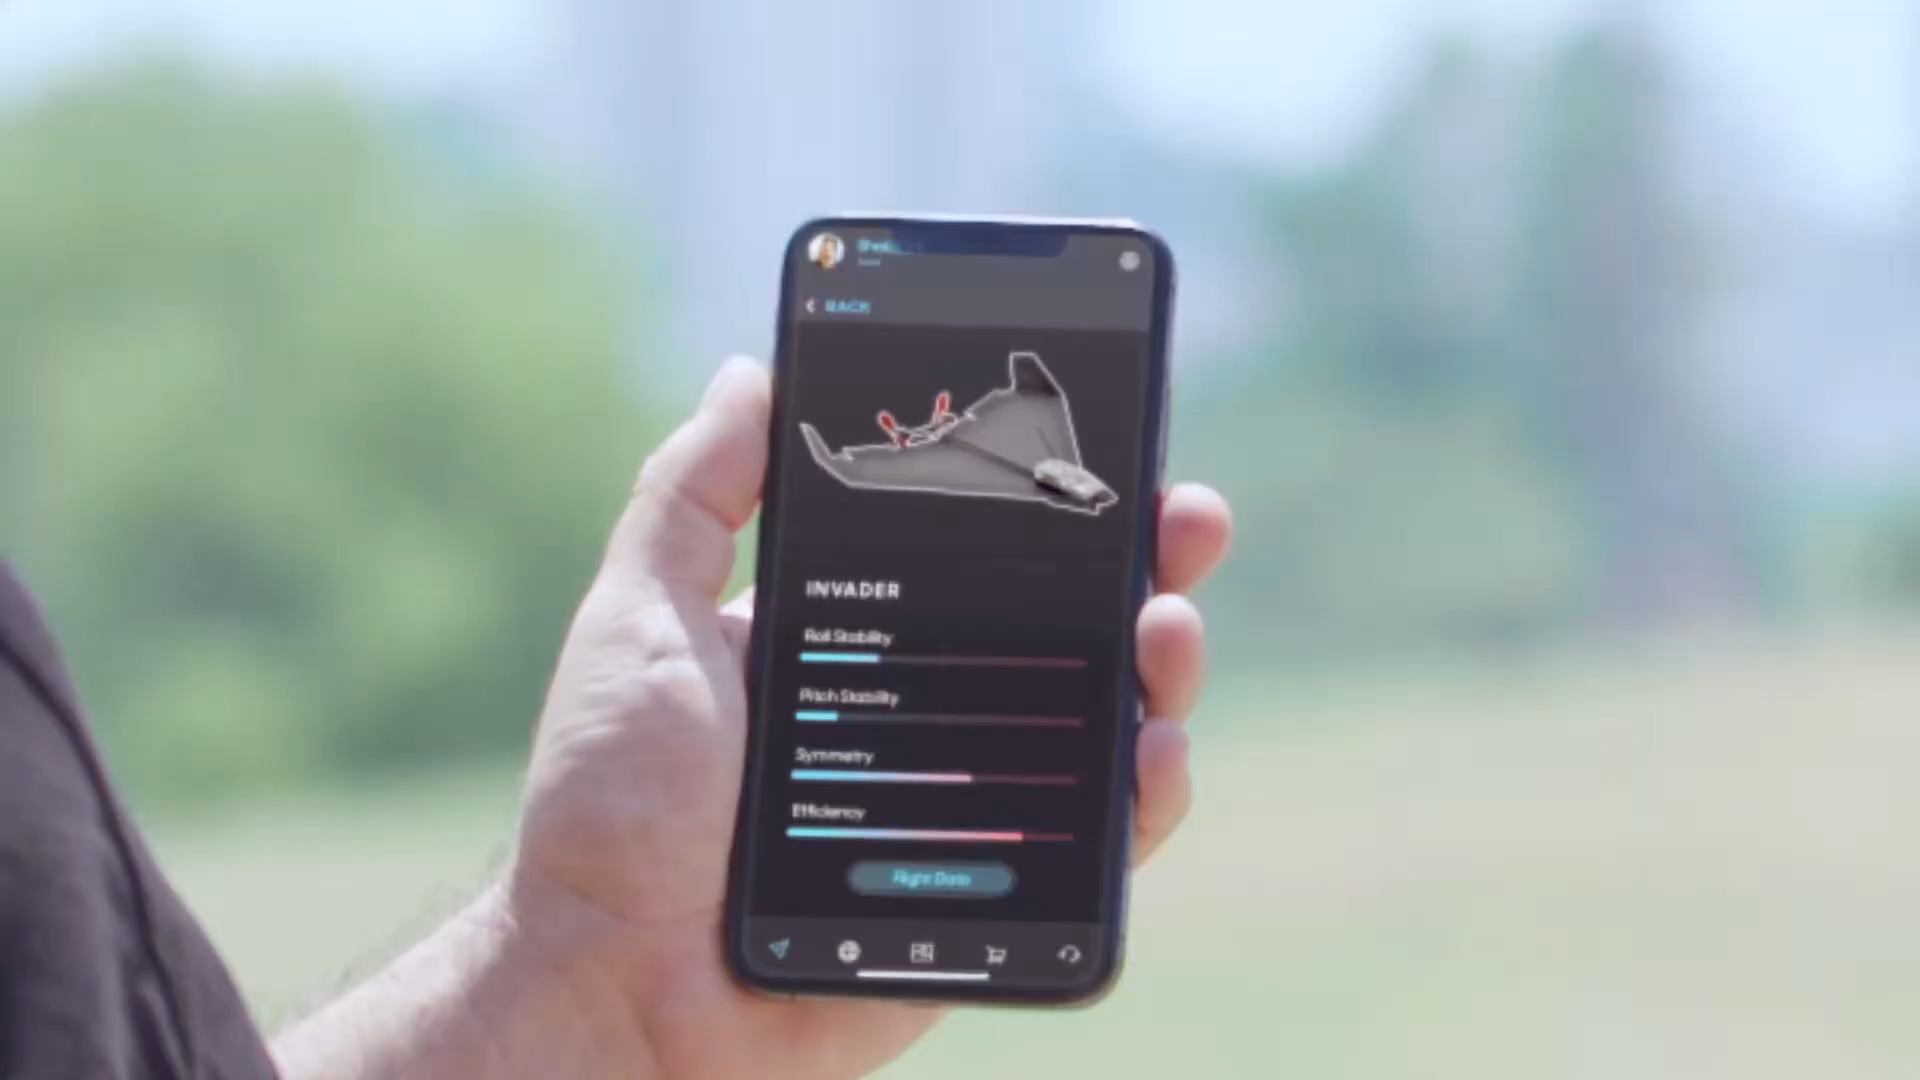 BACK
INVADER
Roll Stability
Pitch Stability
Symmetry
Efficiency
Flight Data